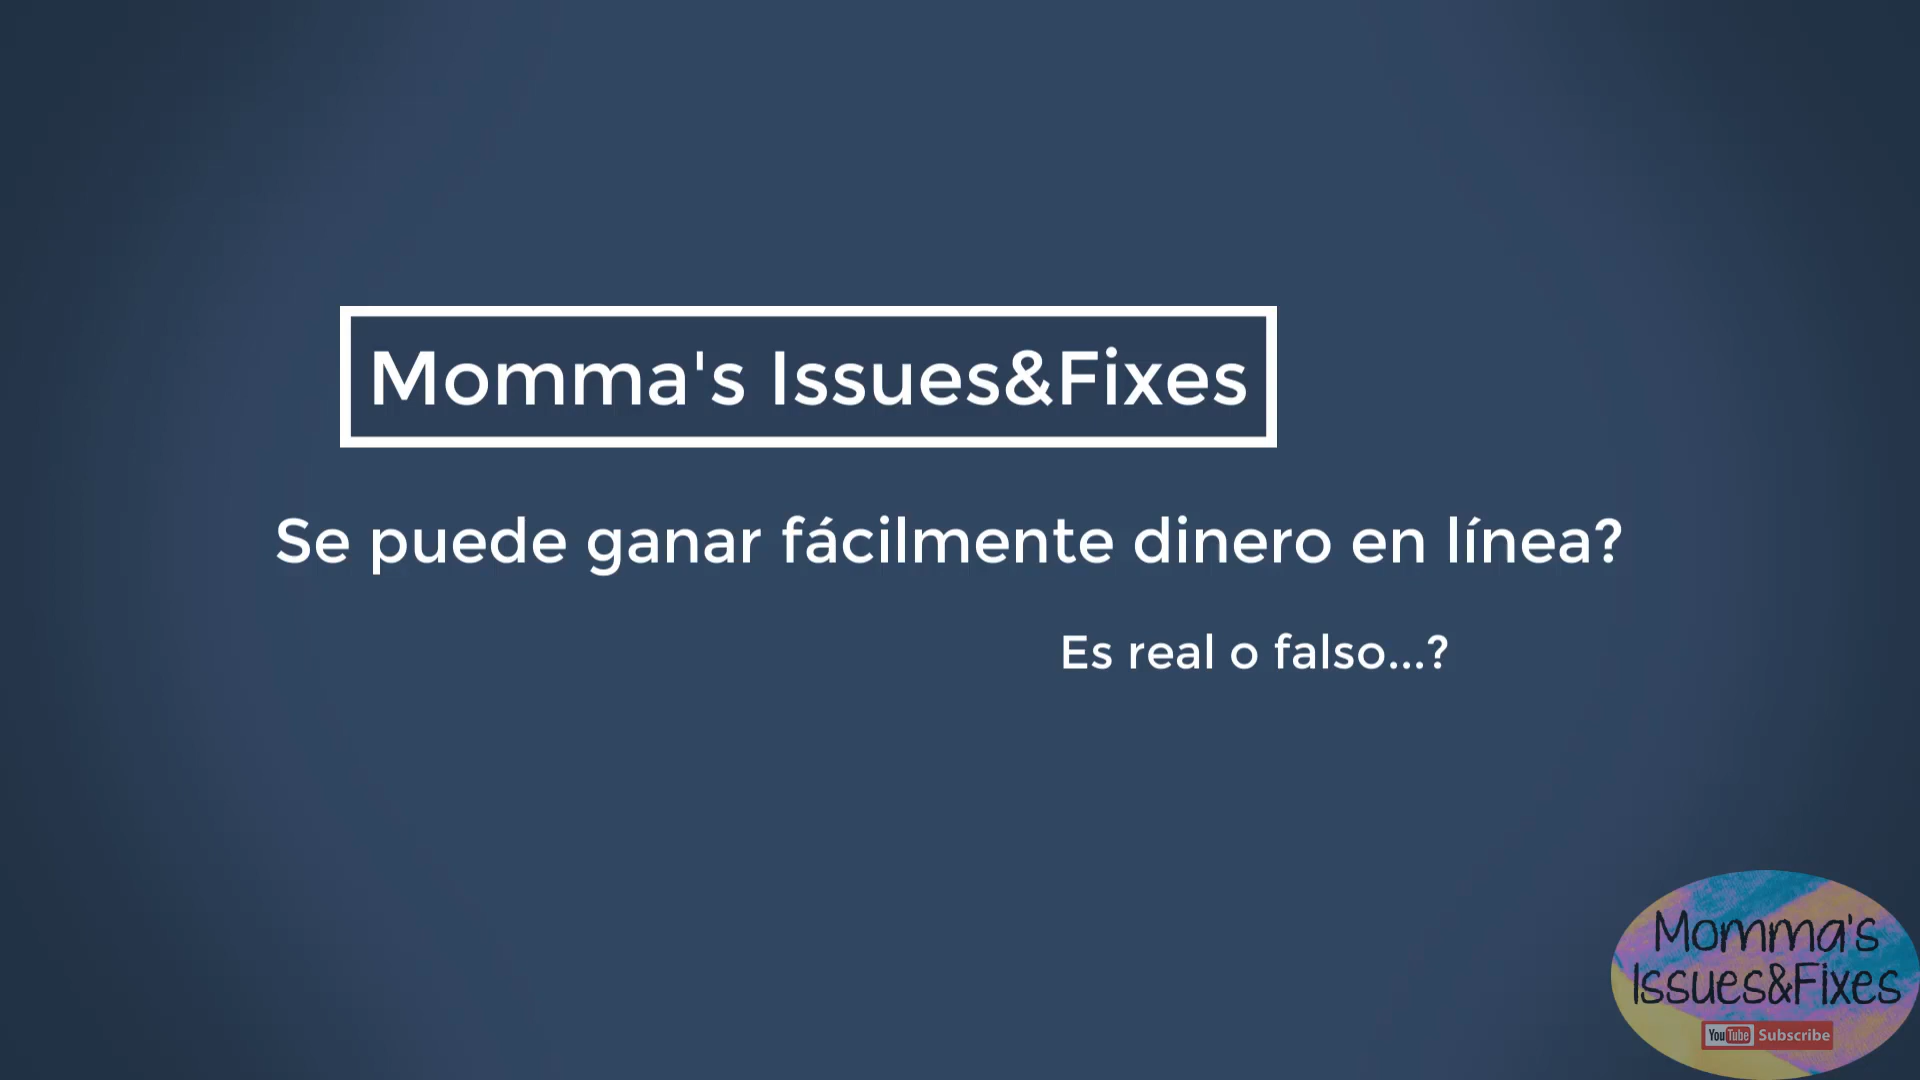 Momma's Issues&Fixes
Se puede ganar fácilmente dinero en línea?
Es real o falso...?
Momma's
Issues&Fixes
YouTube Subscribe